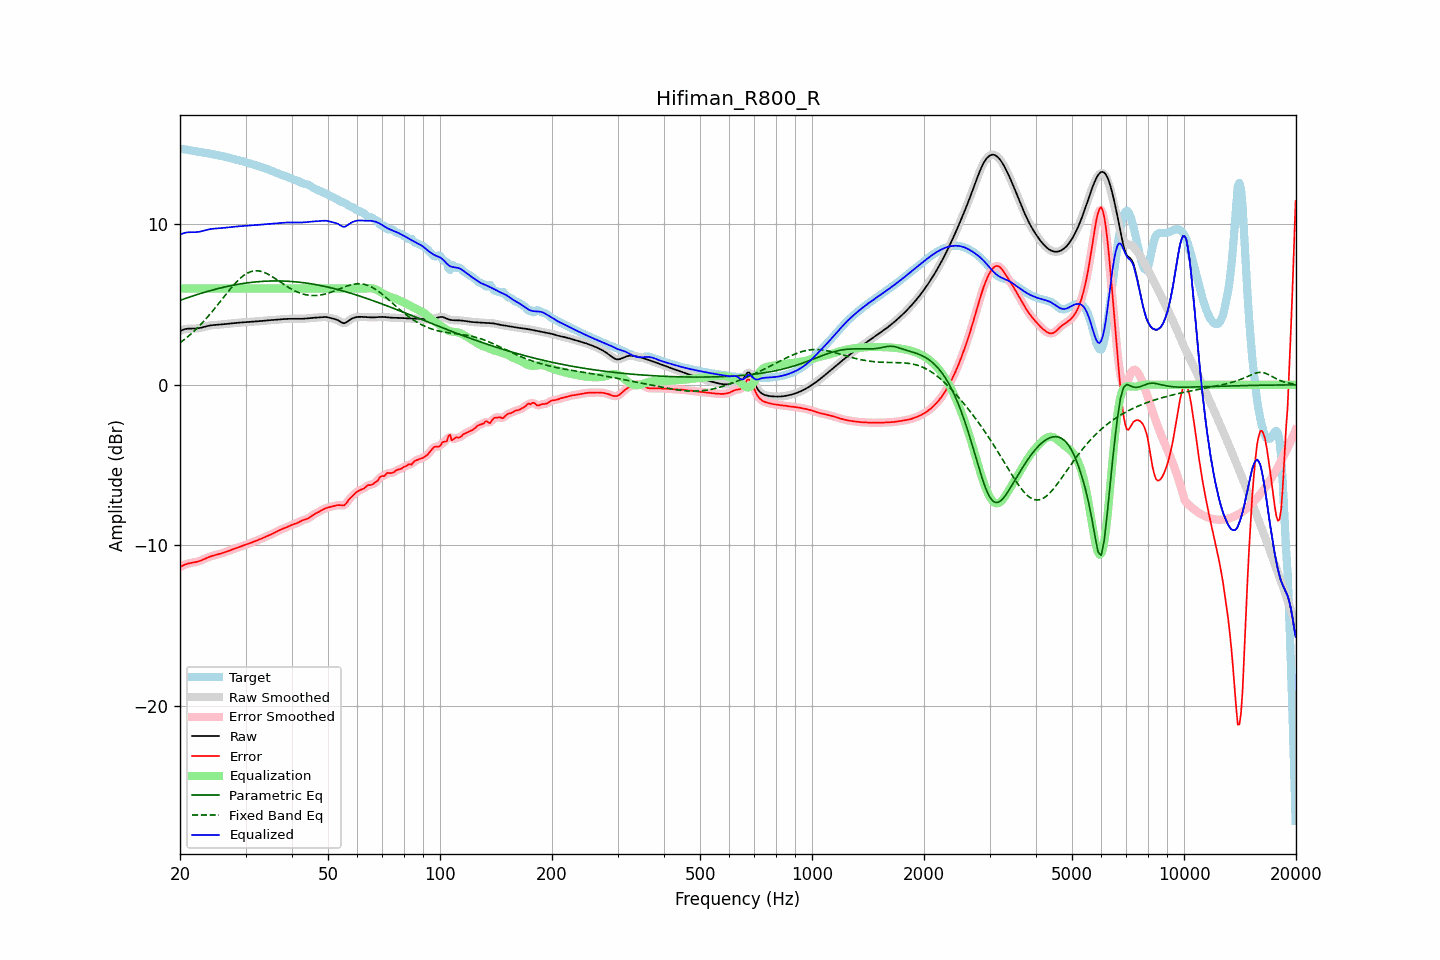 Hifiman_R800_R
Amplitude (dBr)
10
0
−10
−20
Target
Raw Smoothed
Error Smoothed
Raw
Error
Equalization
Parametric Eq
Fixed Band Eq
Equalized
20 50 100 200 500 1000 2000 5000 10000 20000
Frequency (Hz)